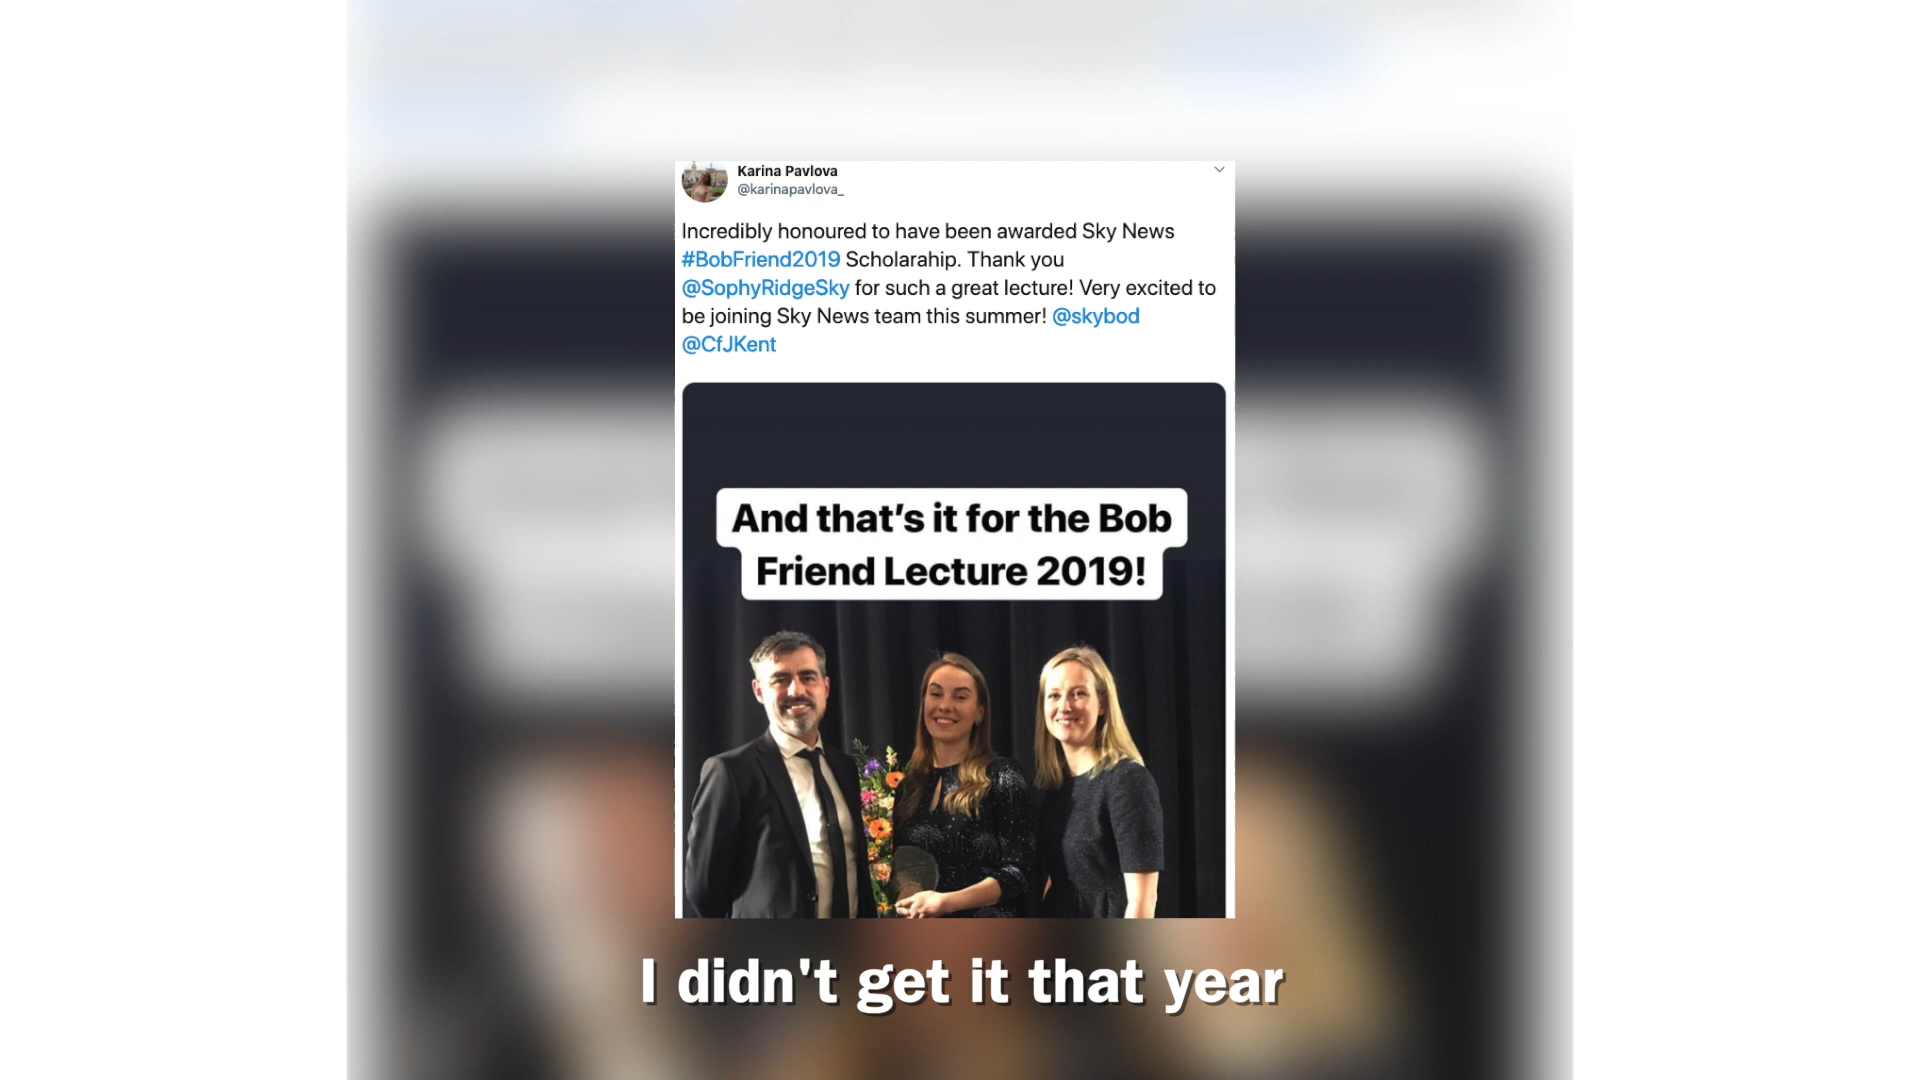 Karina Pavlova
@karinapavlova_
Incredibly honoured to have been awarded Sky News
#BobFriend2019 Scholarahip. Thank you
@SophyRidgeSky for such a great lecture! Very excited to
be joining Sky News team this summer! @skybod
@CfJKent
And that's it for the Bob
Friend Lecture 2019!
I didn't get it that year